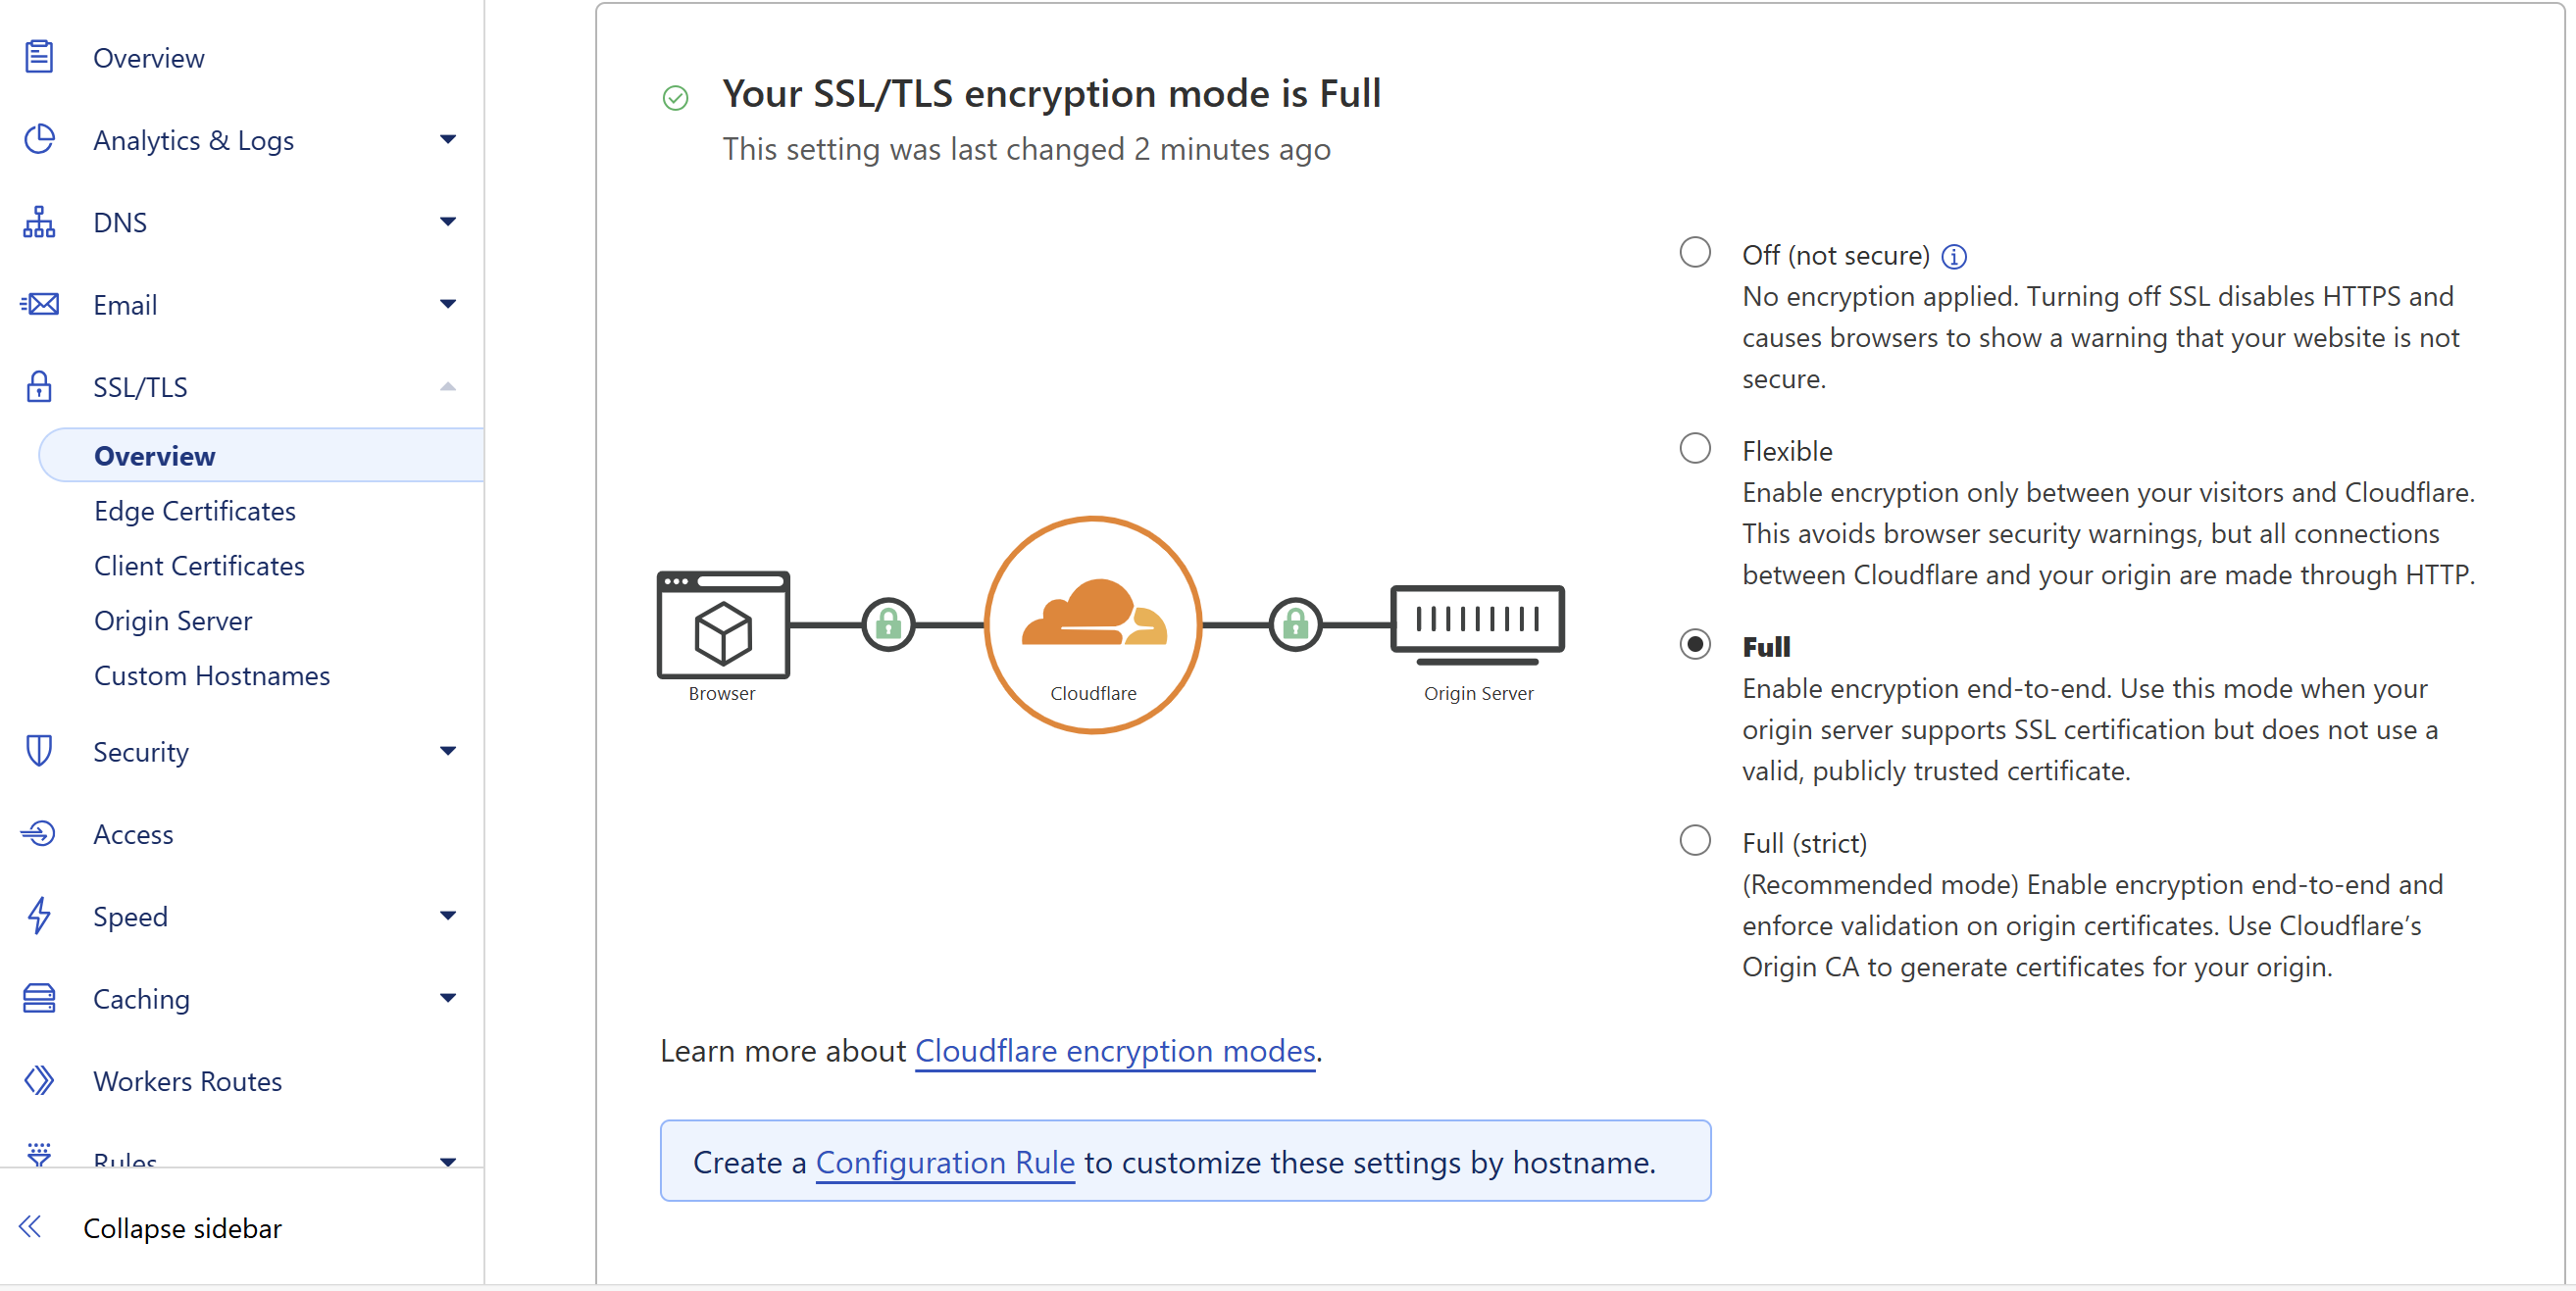 Overview
Analytics & Logs
DNS
Email
SSL/TLS
Overview
Edge Certificates
Client Certificates
Origin Server
Custom Hostnames
Security
Access
Speed
Caching
Workers Routes
Rules
Collapse sidebar
Your SSL/TLS encryption mode is Full
This setting was last changed 2 minutes ago
Browser
Cloudflare
Origin Server
Off (not secure)
No encryption applied. Turning off SSL disables HTTPS and
causes browsers to show a warning that your website is not
secure.
Flexible
Enable encryption only between your visitors and Cloudflare.
This avoids browser security warnings, but all connections
between Cloudflare and your origin are made through HTTP.
Full
Enable encryption end-to-end. Use this mode when your
origin server supports SSL certification but does not use a
valid, publicly trusted certificate.
Full (strict)
(Recommended mode) Enable encryption end-to-end and
enforce validation on origin certificates. Use Cloudflare’s
Origin CA to generate certificates for your origin.
Learn more about Cloudflare encryption modes.
Create a Configuration Rule to customize these settings by hostname.